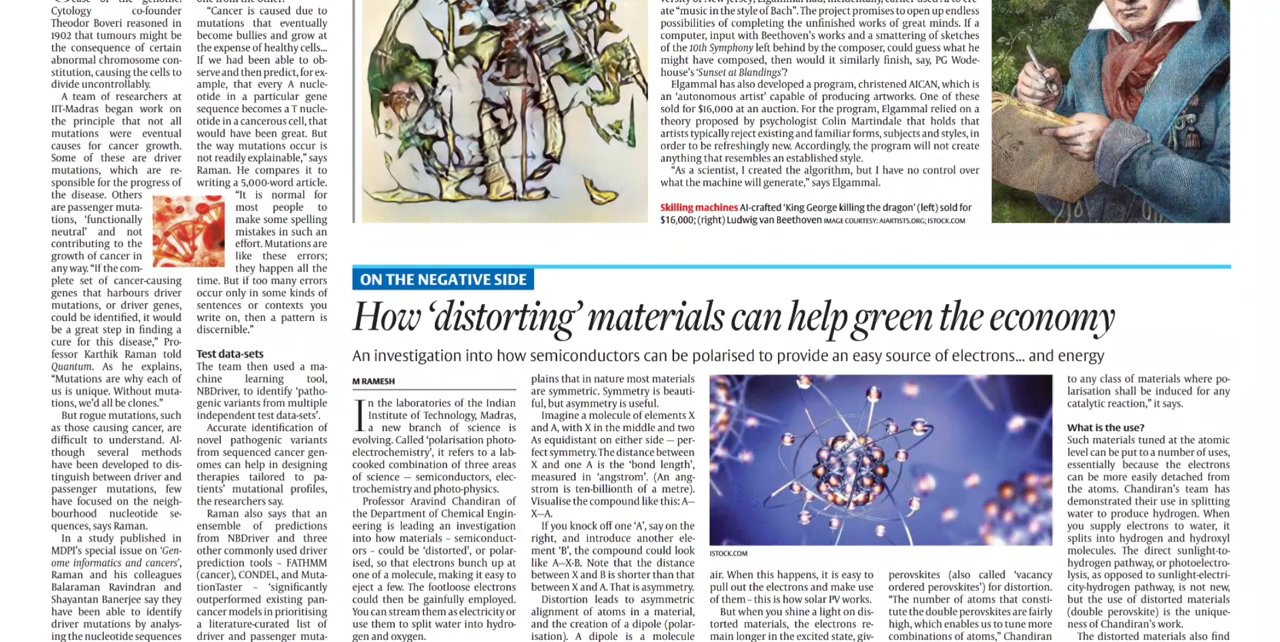 Cytology co-founder
Theodor Boveri reasoned in
1902 that tumours might be
the consequence of certain
abnormal chromosome con-
stitution, causing the cells to
divide uncontrollably.
A team of researchers at
IIT-Madras began work on
the principle that not all
mutations were eventual
causes for cancer growth.
Some of these are driver
mutations, which are re-
sponsible for the progress of
the disease. Others
are passenger muta-
tions, 'functionally
neutral' and not
contributing to the
growth of cancer in
any way. "If the com-
plete set of cancer-causing
genes that harbours driver
mutations, or driver genes,
could be identified, it would
be a great step in finding a
cure for this disease," Pro-
fessor Karthik Raman told
Quantum. As he explains,
"Mutations are why each of
us is unique. Without muta-
tions, we'd all be clones."
But rogue mutations, such
as those causing cancer, are
difficult to understand. Al-
though several methods
have been developed to dis-
tinguish between driver and
passenger mutations, few
have focused on the neigh-
bourhood nucleotide se-
quences, says Raman.
In a study published in
MDPI's special issue on 'Gen-
ome informatics and cancers',
Raman and his colleagues
Balaraman Ravindran and
Shayantan Banerjee say they
have been able to identify
driver mutations by analys-
ing the nucleotide sequences
"Cancer is caused due to
mutations that eventually
become bullies and grow at
the expense of healthy cells...
If we had been able to ob-
serve and then predict, for ex-
ample, that every A nucle-
otide in a particular gene
sequence becomes a T nucle-
otide in a cancerous cell, that
would have been great. But
the way mutations occur is
not readily explainable," says
Raman. He compares it to
writing a 5,000-word article.
"It is normal for
most people to
make some spelling
mistakes in such an
effort. Mutations are
like these errors;
they happen all the
time. But if too many errors
occur only in some kinds of
sentences or contexts you
write on, then a pattern is
discernible."
Test data-sets
The team then used a ma-
chine learning tool,
NBDriver, to identify 'patho-
genic variants from multiple
independent test data-sets'.
Accurate identification of
novel pathogenic variants
from sequenced cancer gen-
omes can help in designing
therapies tailored to pa-
tients' mutational profiles,
the researchers say.
Raman also says that an
ensemble of predictions
from NBDriver and three
other commonly used driver
prediction tools – FATHMM
(cancer), CONDEL, and Muta-
tionTaster – 'significantly
outperformed existing pan-
cancer models in prioritising
a literature-curated list of
driver and passenger muta-
ate "music in the style of Bach". The project promises to open up endless
possibilities of completing the unfinished works of great minds. If a
computer, input with Beethoven's works and a smattering of sketches
of the 10th Symphony left behind by the composer, could guess what he
might have composed, then would it similarly finish, say, PG Wode-
house's 'Sunset at Blandings'?
Elgammal has also developed a program, christened AICAN, which is
an 'autonomous artist' capable of producing artworks. One of these
sold for $16,000 at an auction. For the program, Elgammal relied on a
theory proposed by psychologist Colin Martindale that holds that
artists typically reject existing and familiar forms, subjects and styles, in
order to be refreshingly new. Accordingly, the program will not create
anything that resembles an established style.
"As a scientist, I created the algorithm, but I have no control over
what the machine will generate," says Elgammal.
Skilling machines AI-crafted 'King George killing the dragon' (left) sold for
$16,000; (right) Ludwig van Beethoven IMAGE COURTESY: AIARTISTS.ORG; ISTOCK.COM
ON THE NEGATIVE SIDE
How 'distorting' materials can help green the economy
An investigation into how semiconductors can be polarised to provide an easy source of electrons... and energy
M RAMESH
In the laboratories of the Indian
Institute of Technology, Madras,
a new branch of science is
evolving. Called 'polarisation photo-
electrochemistry', it refers to a lab-
cooked combination of three areas
of science – semiconductors, elec-
trochemistry and photo-physics.
Professor Aravind Chandiran of
the Department of Chemical Engin-
eering is leading an investigation
into how materials - semiconduct-
ors - could be 'distorted', or polar-
ised, so that electrons bunch up at
one of a molecule, making it easy to
eject a few. The footloose electrons
could then be gainfully employed.
You can stream them as electricity or
use them to split water into hydro-
gen and oxygen.
plains that in nature most materials
are symmetric. Symmetry is beauti-
ful, but asymmetry is useful.
Imagine a molecule of elements X
and A, with X in the middle and two
As equidistant on either side — per-
fect symmetry. The distance between
X and one A is the 'bond length',
measured in 'angstrom'. (An ang-
strom is ten-billionth of a metre).
Visualise the compound like this: A—
X—A.
If you knock off one 'A', say on the
right, and introduce another ele-
ment 'B', the compound could look
like A—X-B. Note that the distance
between X and B is shorter than that
between X and A. That is asymmetry.
Distortion leads to asymmetric
alignment of atoms in a material,
and the creation of a dipole (polar-
isation). A dipole is a molecule
ISTOCK.COM
air. When this happens, it is easy to
pull out the electrons and make use
of them – this is how solar PV works.
But when you shine a light on dis-
torted materials, the electrons re-
main longer in the excited state, giv-
perovskites (also called 'vacancy
ordered perovskites') for distortion.
"The number of atoms that consti-
tute the double perovskites are fairly
high, which enables us to tune more
combinations of atoms," Chandiran
to any class of materials where po-
larisation shall be induced for any
catalytic reaction," it says.
What is the use?
Such materials tuned at the atomic
level can be put to a number of uses,
essentially because the electrons
can be more easily detached from
the atoms. Chandiran's team has
demonstrated their use in splitting
water to produce hydrogen. When
you supply electrons to water, it
splits into hydrogen and hydroxyl
molecules. The direct sunlight-to-
hydrogen pathway, or photoelectro-
lysis, as opposed to sunlight-electri-
city-hydrogen pathway, is not new,
but the use of distorted materials
(double perovskite) is the unique-
ness of Chandiran's work.
The distorted materials also find